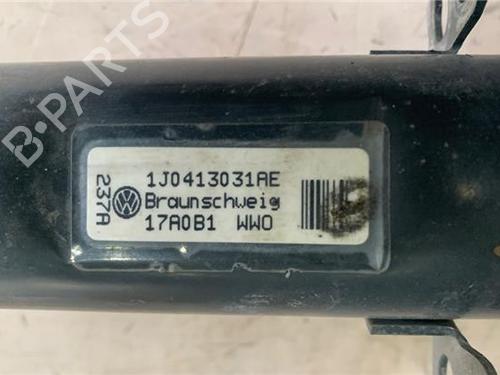 B-PARTS
237A
1J0413031AE
Braunschweig
17A0B1 WWO